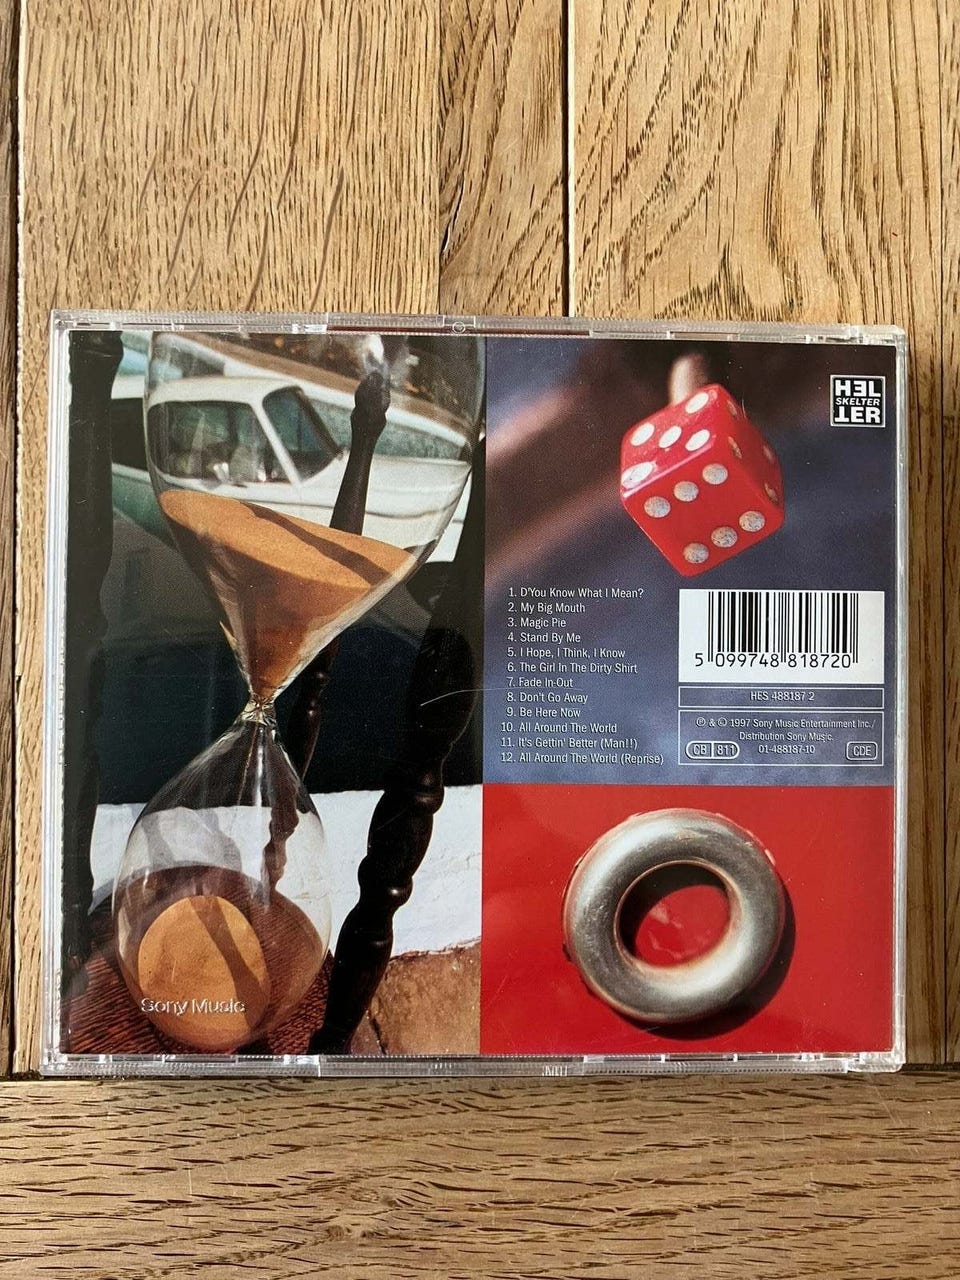 HEL
SKELTER
TER
1. D'You Know What I Mean?
2. My Big Mouth
3. Magic Pie
4. Stand By Me
5. I Hope, I Think, I Know
6. The Girl In The Dirty Shirt
7. Fade In-Out
8. Don't Go Away
9. Be Here Now
10. All Around The World
11. It's Gettin' Better (Man!!)
12. All Around The World (Reprise)
5 099748 818720
HES 488187 2
℗ & © 1997 Sony Music Entertainment Inc./
Distribution Sony Music.
CB 811
01-488187-10
CDE
Sony Music